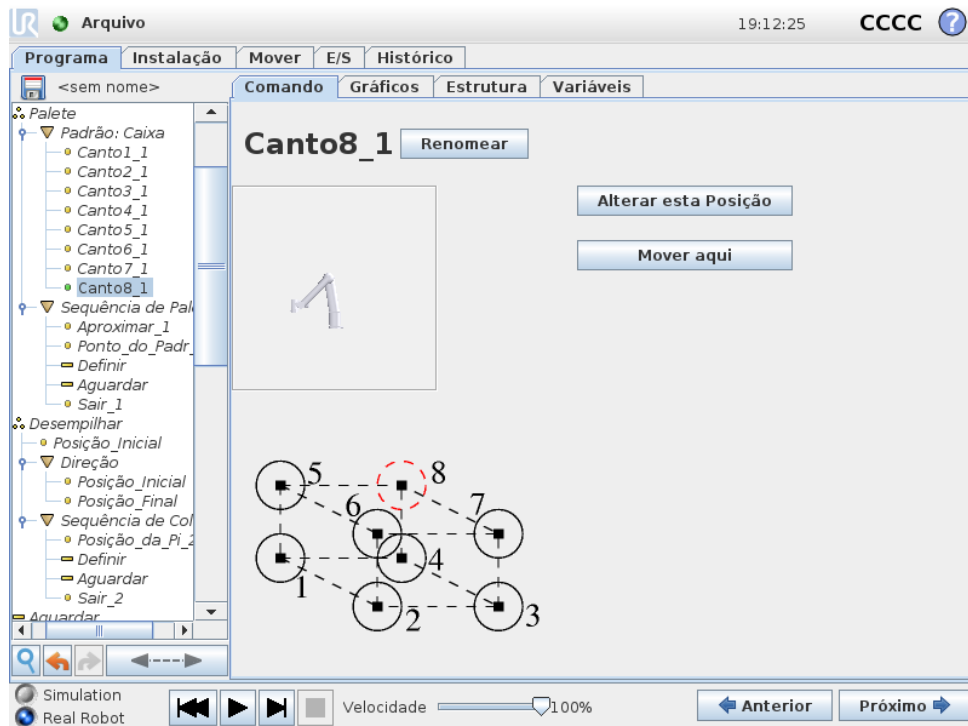 Arquivo
19:12:25
CCCC
?
Programa
Instalação
Mover
E/S
Histórico
<sem nome>
Comando
Gráficos
Estrutura
Variáveis
Palete
Padrão: Caixa
Canto1_1
Canto2_1
Canto3_1
Canto4_1
Canto5_1
Canto6_1
Canto7_1
Canto8_1
Sequência de Pal
Aproximar_1
Ponto_do_Padr_
Definir
Aguardar
Sair_1
Desempilhar
Posição_Inicial
Direção
Posição_Inicial
Posição_Final
Sequência de Col
Posição_da_Pi_2
Definir
Aguardar
Sair_2
Aguardar
Canto8_1
Renomear
Alterar esta Posição
Mover aqui
5
8
6
7
4
1
2
3
Simulation
Real Robot
Velocidade
100%
Anterior
Próximo